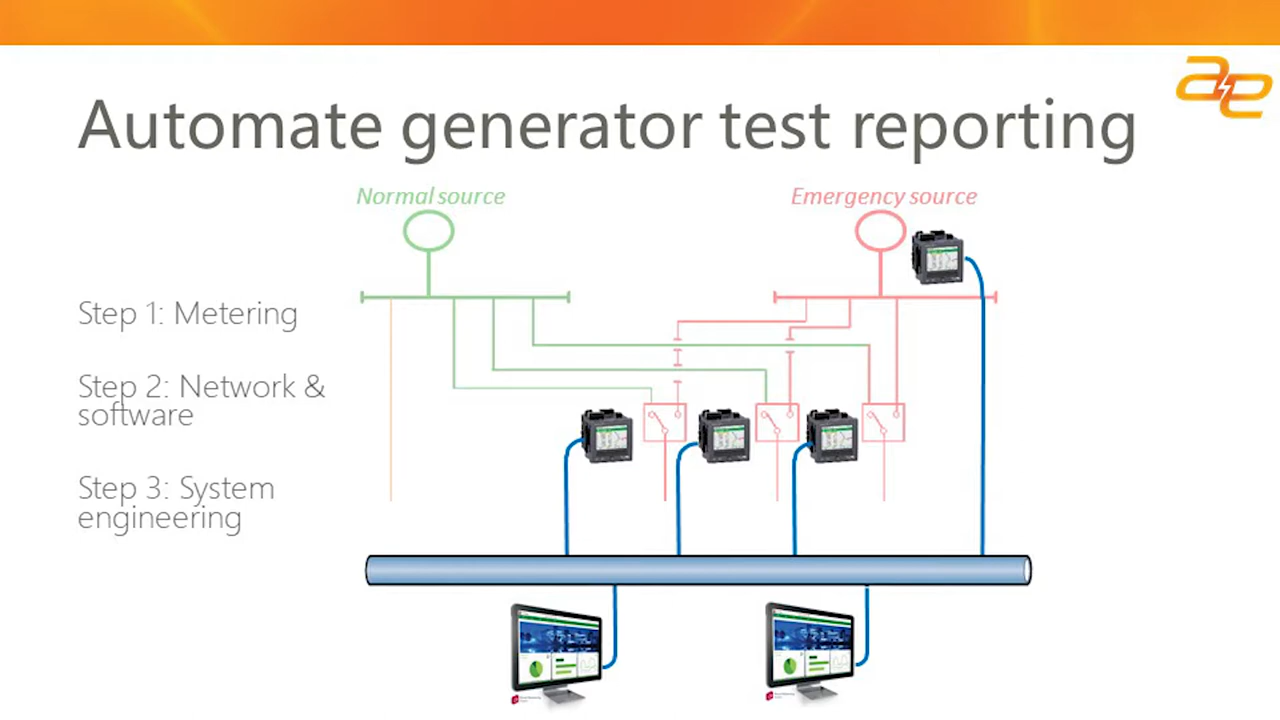 Automate generator test reporting
Normal source
Emergency source
Step 1: Metering
Step 2: Network &
software
Step 3: System
engineering